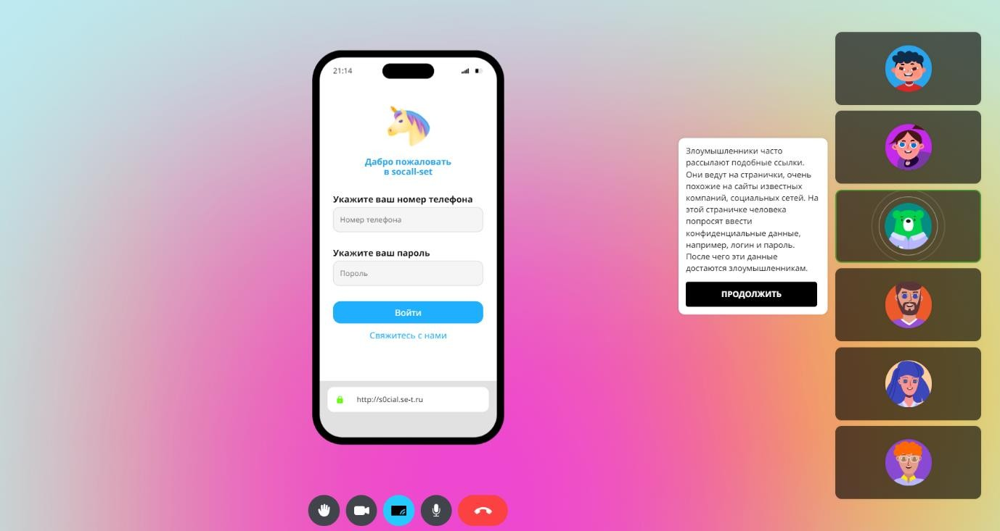 21:14
Дабро пожаловать
в socall-set
Укажите ваш номер телефона
Номер телефона
Укажите ваш пароль
Пороль
Войти
Свяжитесь с нами
http://s0cial.se-t.ru
Злоумышленники часто
рассылают подобные ссылки.
Они ведут на странички, очень
похожие на сайты известных
компаний, социальных сетей. На
этой страничке человека
попросят ввести
конфиденциальные данные,
например, логин и пароль.
После чего эти данные
достаются злоумышленникам.
ПРОДОЛЖИТЬ